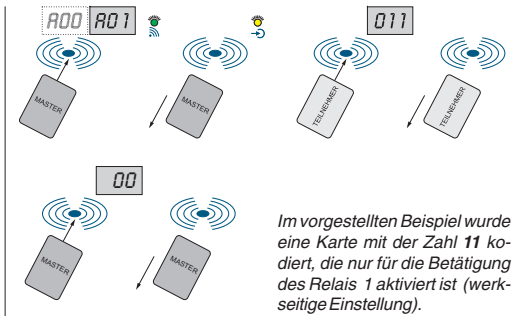 A00 A01
011
MASTER
MASTER
TEILNEHMER
TEILNEHMER
00
MASTER
MASTER
Im vorgestellten Beispiel wurde
eine Karte mit der Zahl 11 ko-
diert, die nur für die Betätigung
des Relais 1 aktiviert ist (werk-
seitige Einstellung).